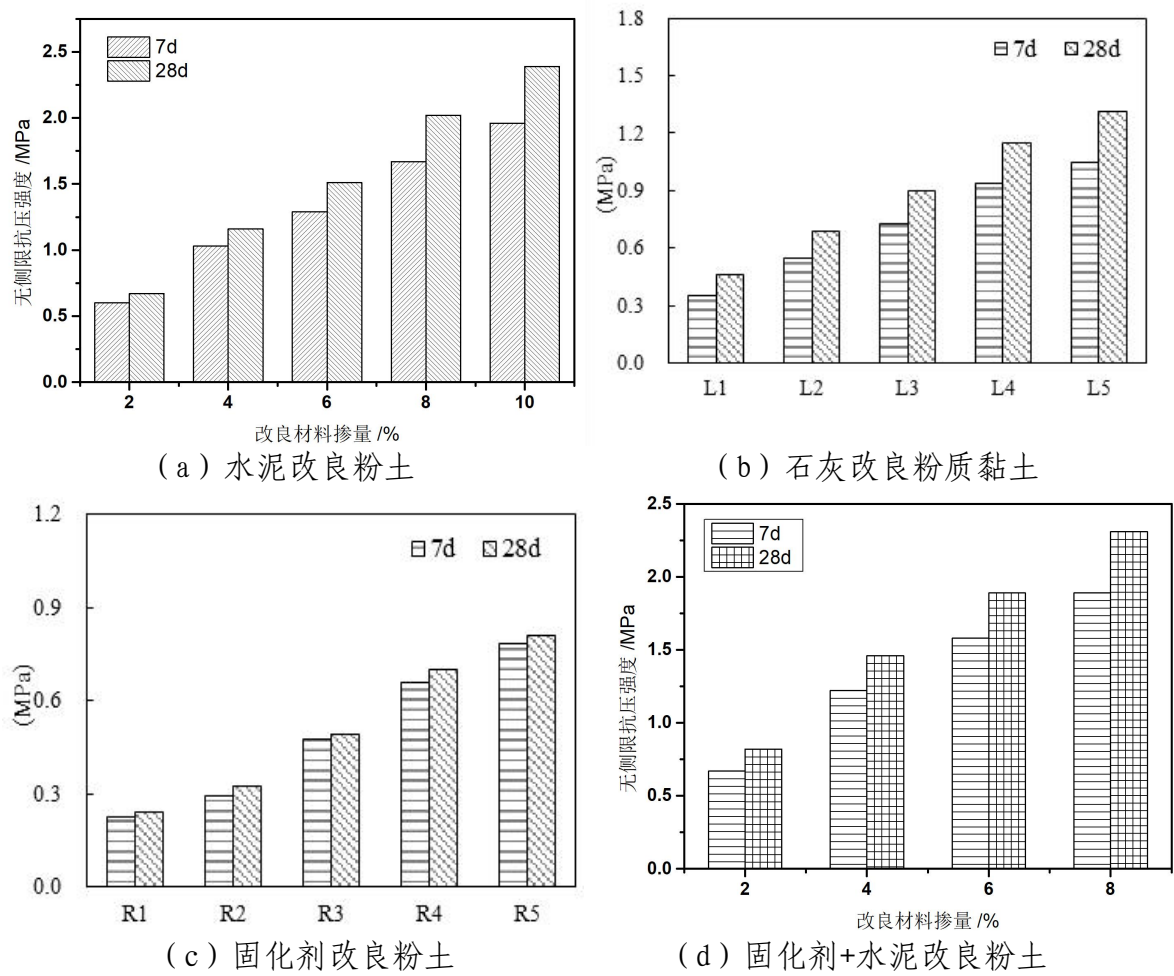 7d
28d
2.5
2.0
1.5
1.0
0.5
0.0
无侧限抗压强度 /MPa
2 4 6 8 10
改良材料掺量 /%
（a）水泥改良粉土
7d 28d
1.8
1.5
1.2
0.9
0.6
0.3
0.0
(MPa)
L1 L2 L3 L4 L5
（b）石灰改良粉质黏土
7d 28d
1.2
0.9
0.6
0.3
0.0
(MPa)
R1 R2 R3 R4 R5
（c）固化剂改良粉土
7d
28d
2.5
2.0
1.5
1.0
0.5
0.0
无侧限抗压强度 /MPa
2 4 6 8
改良材料掺量 /%
（d）固化剂+水泥改良粉土